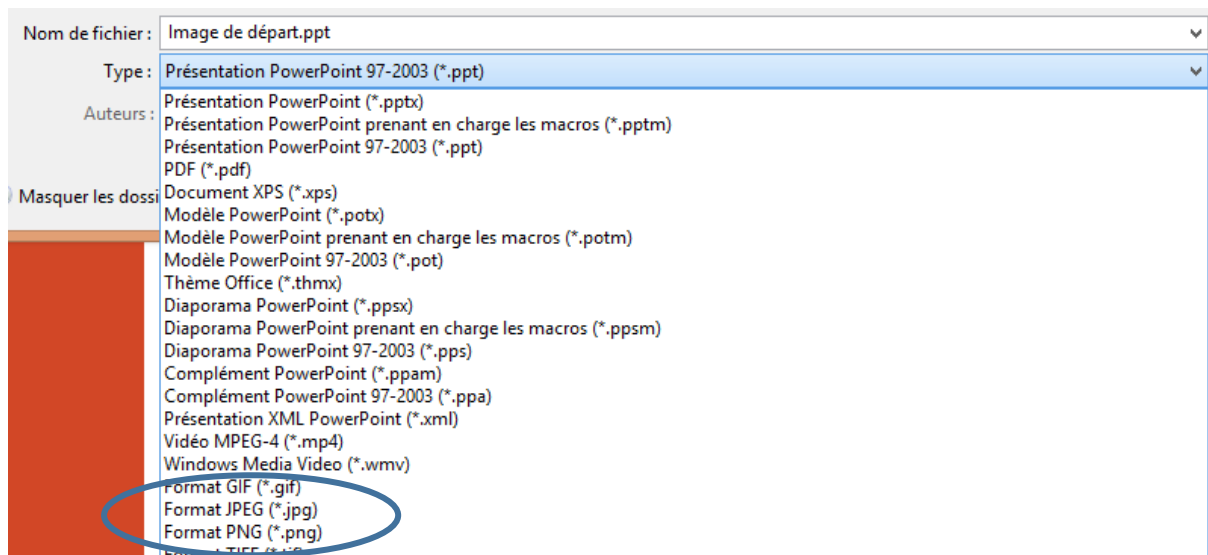 Nom de fichier : Image de départ.ppt
Type : Présentation PowerPoint 97-2003 (*.ppt)
Auteurs :
Présentation PowerPoint (*.pptx)
Présentation PowerPoint prenant en charge les macros (*.pptm)
Présentation PowerPoint 97-2003 (*.ppt)
PDF (*.pdf)
Masquer les dossi
Document XPS (*.xps)
Modèle PowerPoint (*.potx)
Modèle PowerPoint prenant en charge les macros (*.potm)
Modèle PowerPoint 97-2003 (*.pot)
Thème Office (*.thmx)
Diaporama PowerPoint (*.ppsx)
Diaporama PowerPoint prenant en charge les macros (*.ppsm)
Diaporama PowerPoint 97-2003 (*.pps)
Complément PowerPoint (*.ppam)
Complément PowerPoint 97-2003 (*.ppa)
Présentation XML PowerPoint (*.xml)
Vidéo MPEG-4 (*.mp4)
Windows Media Video (*.wmv)
Format GIF (*.gif)
Format JPEG (*.jpg)
Format PNG (*.png)